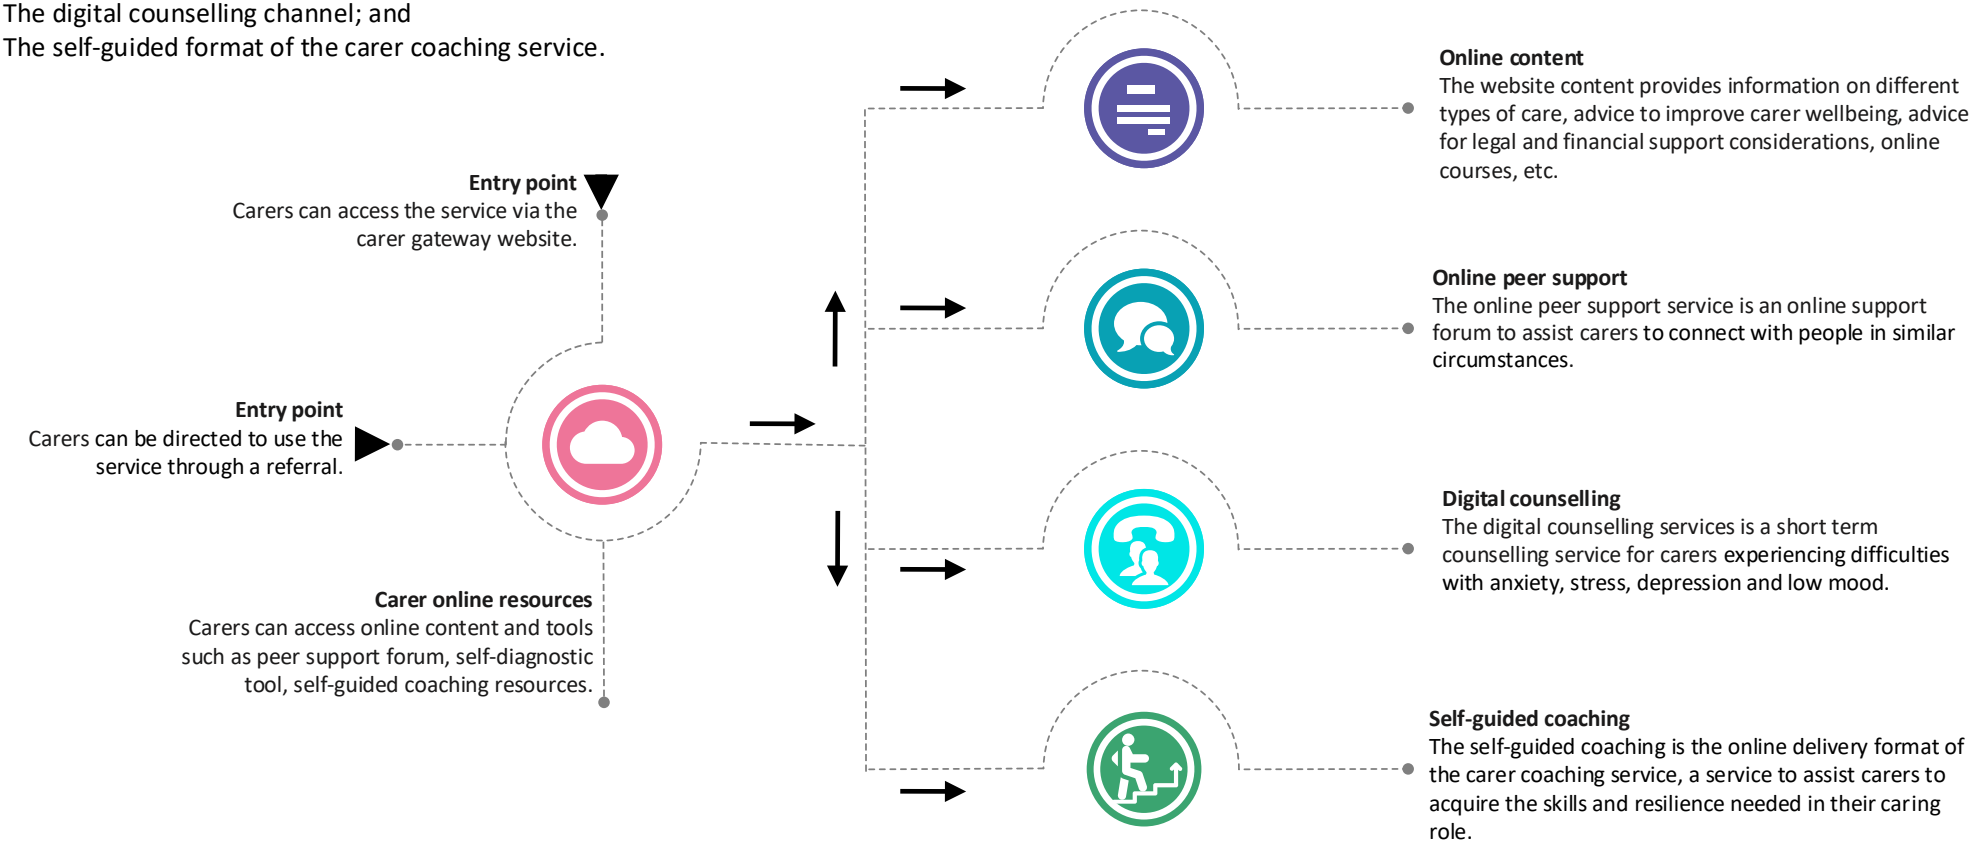 The digital counselling channel; and
The self-guided format of the carer coaching service.
Entry point
Carers can access the service via the
carer gateway website.
Entry point
Carers can be directed to use the
service through a referral.
Carer online resources
Carers can access online content and tools
such as peer support forum, self-diagnostic
tool, self-guided coaching resources.
Online content
The website content provides information on different
types of care, advice to improve carer wellbeing, advice
for legal and financial support considerations, online
courses, etc.
Online peer support
The online peer support service is an online support
forum to assist carers to connect with people in similar
circumstances.
Digital counselling
The digital counselling services is a short term
counselling service for carers experiencing difficulties
with anxiety, stress, depression and low mood.
Self-guided coaching
The self-guided coaching is the online delivery format of
the carer coaching service, a service to assist carers to
acquire the skills and resilience needed in their caring
role.